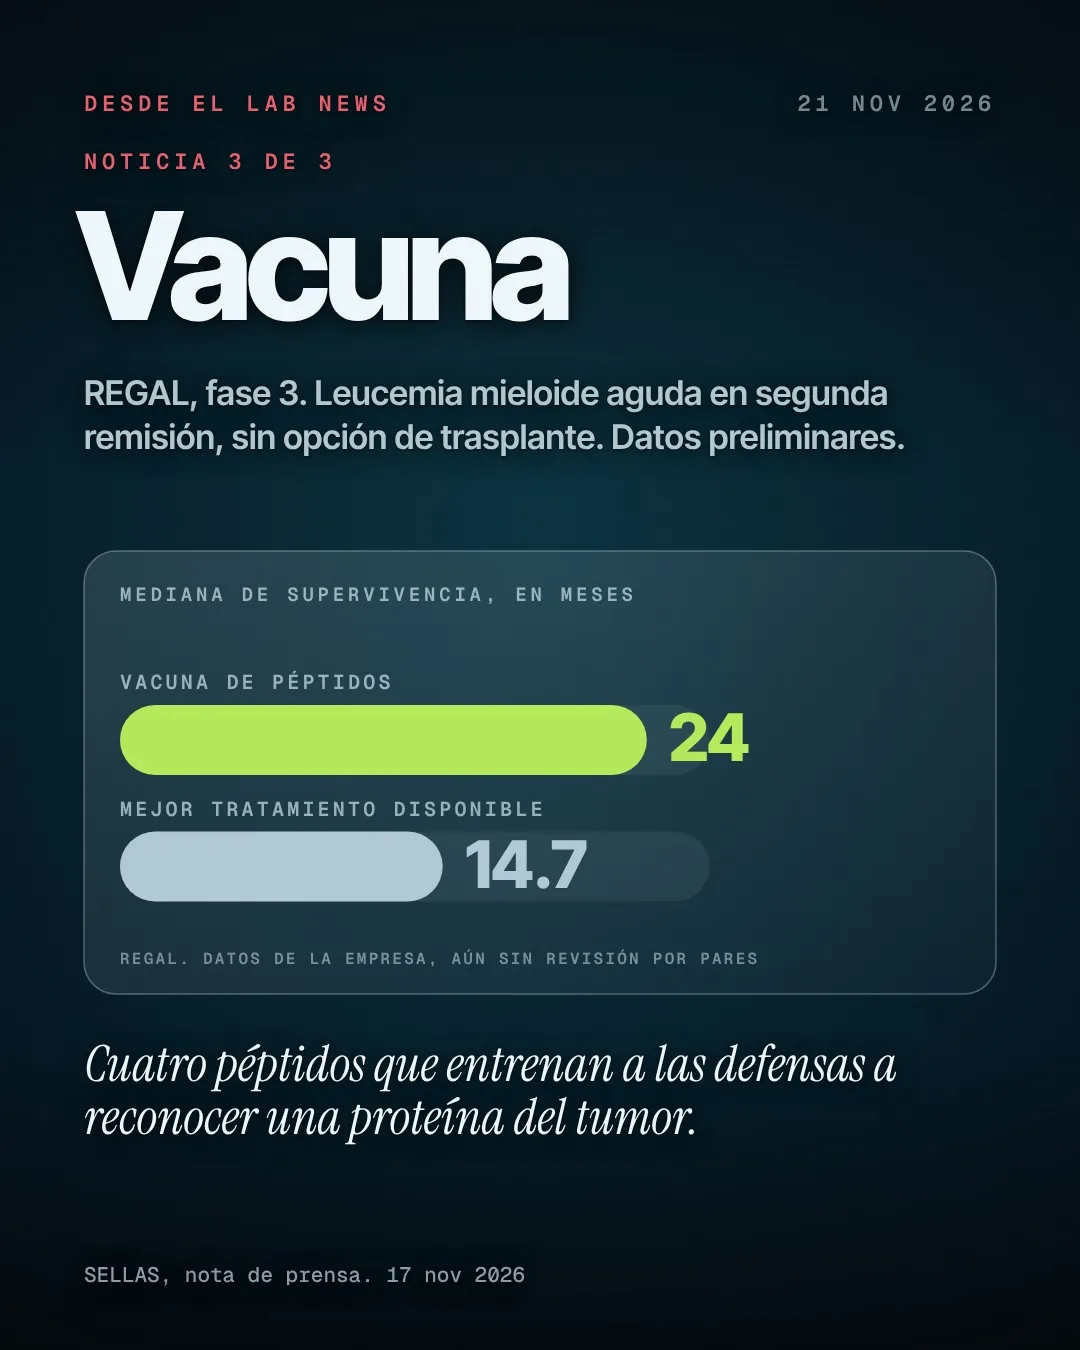 DESDE EL LAB NEWS
21 NOV 2026
NOTICIA 3 DE 3
Vacuna
REGAL, fase 3. Leucemia mieloide aguda en segunda
remisión, sin opción de trasplante. Datos preliminares.
MEDIANA DE SUPERVIVENCIA, EN MESES
VACUNA DE PÉPTIDOS
24
MEJOR TRATAMIENTO DISPONIBLE
14.7
REGAL. DATOS DE LA EMPRESA, AÚN SIN REVISIÓN POR PARES
Cuatro péptidos que entrenan a las defensas a
reconocer una proteína del tumor.
SELLAS, nota de prensa. 17 nov 2026